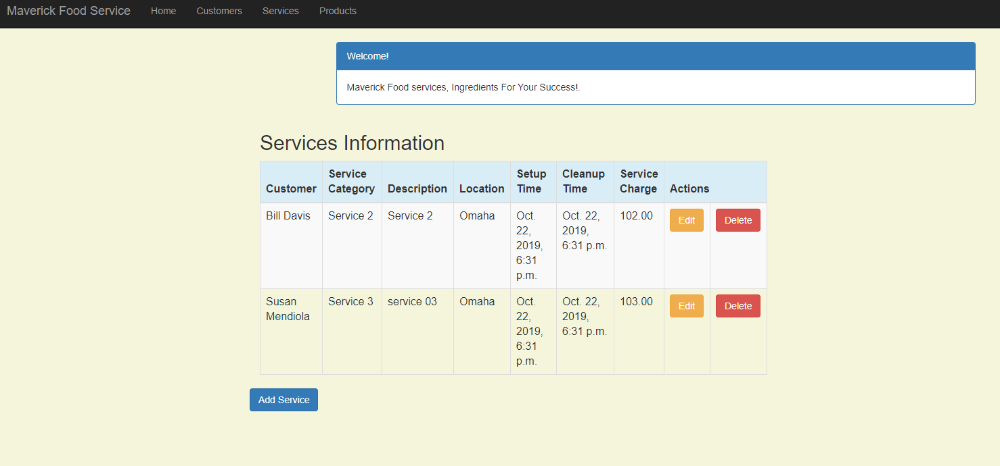 Maverick Food Service Home Customers Services Products
Welcome!
Maverick Food services, Ingredients For Your Success!.
Services Information
Customer Service Category Description Location Setup Time Cleanup Time Service Charge Actions
Bill Davis Service 2 Service 2 Omaha Oct. 22, 2019, 6:31 p.m. Oct. 22, 2019, 6:31 p.m. 102.00 Edit Delete
Susan Mendiola Service 3 service 03 Omaha Oct. 22, 2019, 6:31 p.m. Oct. 22, 2019, 6:31 p.m. 103.00 Edit Delete
Add Service